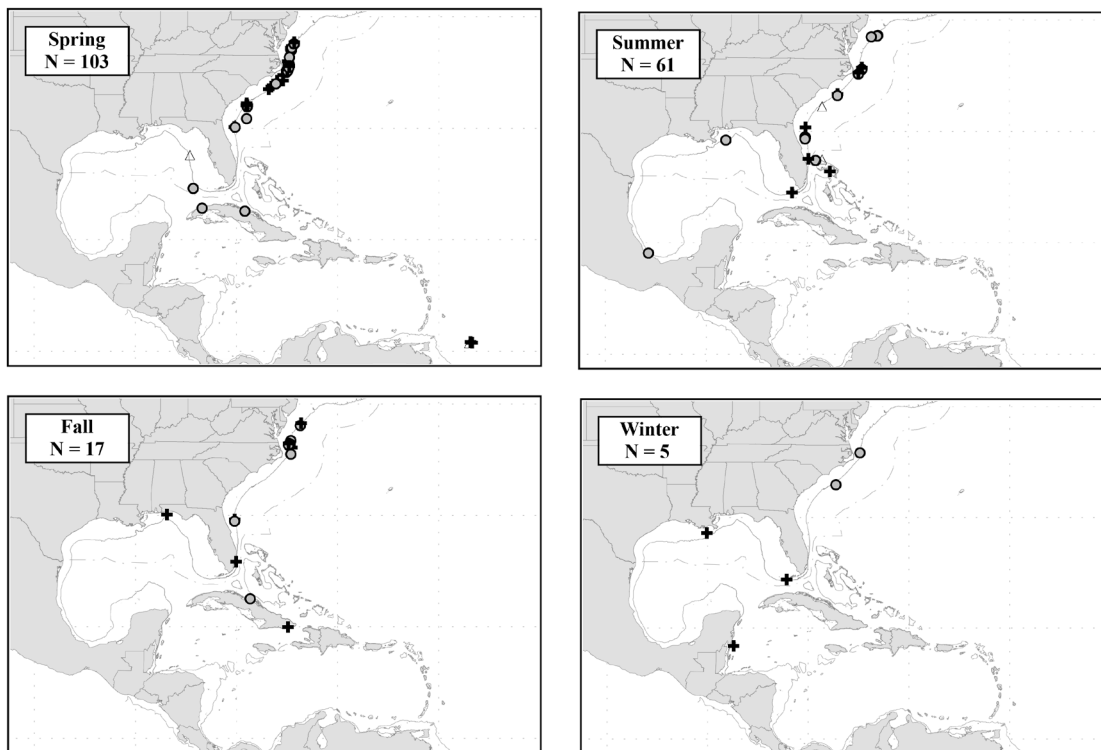 Spring
N = 103
Summer
N = 61
Fall
N = 17
Winter
N = 5